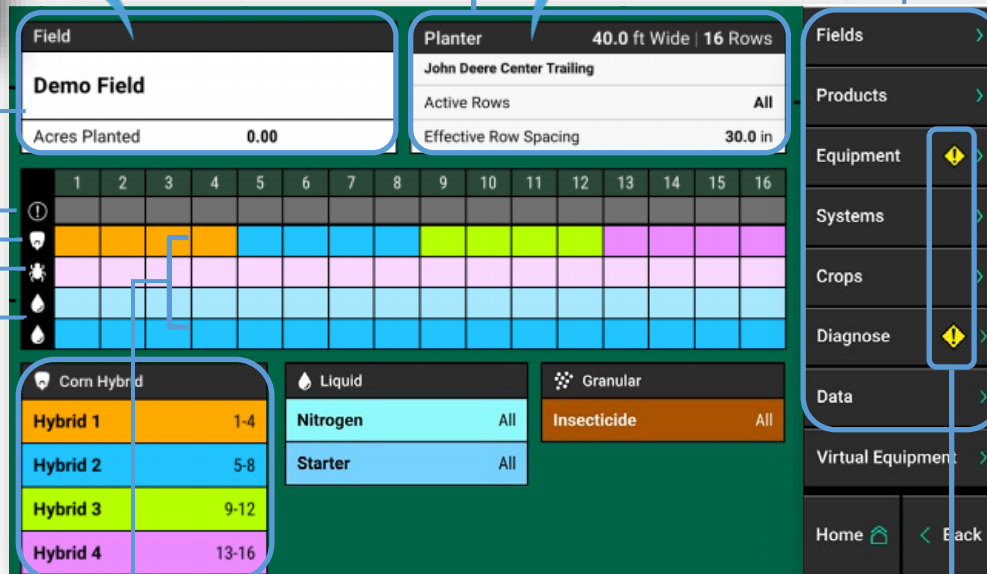 Field
Demo Field
Acres Planted 0.00
Planter 40.0 ft Wide | 16 Rows
John Deere Center Trailing
Active Rows All
Effective Row Spacing 30.0 in
1 2 3 4 5 6 7 8 9 10 11 12 13 14 15 16
Corn Hybrid
Hybrid 1 1-4
Hybrid 2 5-8
Hybrid 3 9-12
Hybrid 4 13-16
Liquid
Nitrogen All
Starter All
Granular
Insecticide All
Fields
Products
Equipment
Systems
Crops
Diagnose
Data
Virtual Equipment
Home
Back